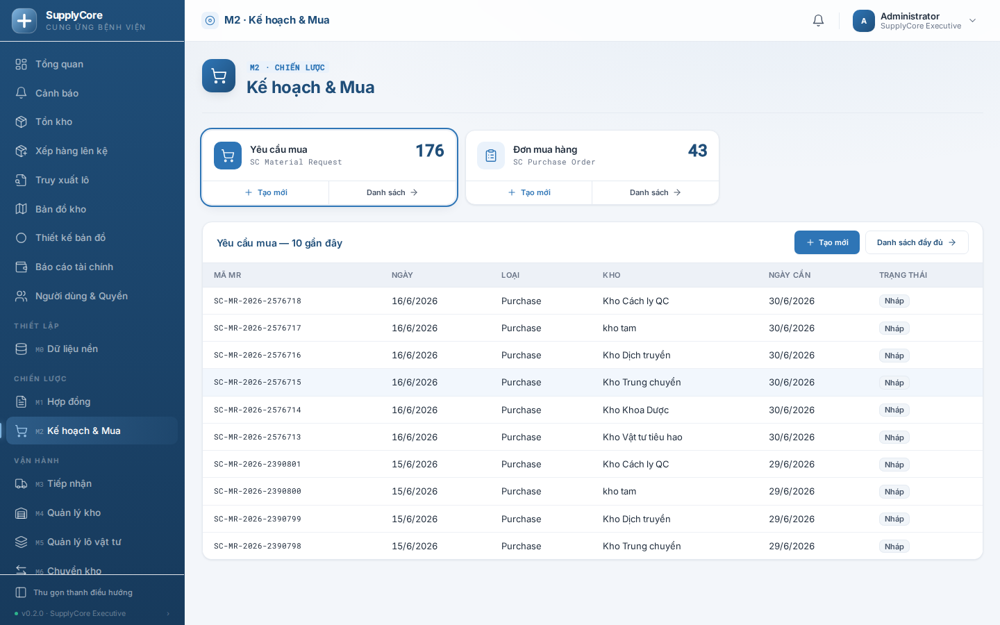 SupplyCore
CUNG ỨNG BỆNH VIỆN
Tổng quan
Cảnh báo
Tồn kho
Xếp hàng lên kệ
Truy xuất lô
Bản đồ kho
Thiết kế bản đồ
Báo cáo tài chính
Người dùng & Quyền
THIẾT LẬP
M0 Dữ liệu nền
CHIẾN LƯỢC
M1 Hợp đồng
M2 Kế hoạch & Mua
VẬN HÀNH
M3 Tiếp nhận
M4 Quản lý kho
M5 Quản lý lô vật tư
M6 Chuyển kho
Thu gọn thanh điều hướng
v0.2.0 · SupplyCore Executive ›
M2 · Kế hoạch & Mua
A
Administrator
SupplyCore Executive
M2 · CHIẾN LƯỢC
Kế hoạch & Mua
Yêu cầu mua 176
SC Material Request
+ Tạo mới Danh sách →
Đơn mua hàng 43
SC Purchase Order
+ Tạo mới Danh sách →
Yêu cầu mua — 10 gần đây + Tạo mới Danh sách đầy đủ →
MÃ MR NGÀY LOẠI KHO NGÀY CẦN TRẠNG THÁI
SC-MR-2026-2576718 16/6/2026 Purchase Kho Cách ly QC 30/6/2026 Nháp
SC-MR-2026-2576717 16/6/2026 Purchase kho tam 30/6/2026 Nháp
SC-MR-2026-2576716 16/6/2026 Purchase Kho Dịch truyền 30/6/2026 Nháp
SC-MR-2026-2576715 16/6/2026 Purchase Kho Trung chuyển 30/6/2026 Nháp
SC-MR-2026-2576714 16/6/2026 Purchase Kho Khoa Dược 30/6/2026 Nháp
SC-MR-2026-2576713 16/6/2026 Purchase Kho Vật tư tiêu hao 30/6/2026 Nháp
SC-MR-2026-2390801 15/6/2026 Purchase Kho Cách ly QC 29/6/2026 Nháp
SC-MR-2026-2390800 15/6/2026 Purchase kho tam 29/6/2026 Nháp
SC-MR-2026-2390799 15/6/2026 Purchase Kho Dịch truyền 29/6/2026 Nháp
SC-MR-2026-2390798 15/6/2026 Purchase Kho Trung chuyển 29/6/2026 Nháp